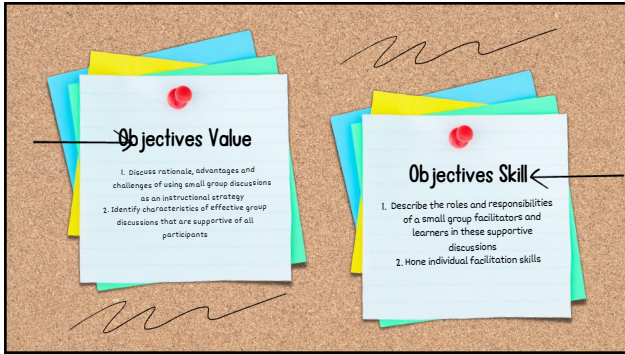 Objectives Value
1. Discuss rationale, advantages and
challenges of using small group discussions
as an instructional strategy
2. Identify characteristics of effective group
discussions that are supportive of all
participants
Objectives Skill
1. Describe the roles and responsibilities
of a small group facilitators and
learners in these supportive
discussions
2. Hone individual facilitation skills